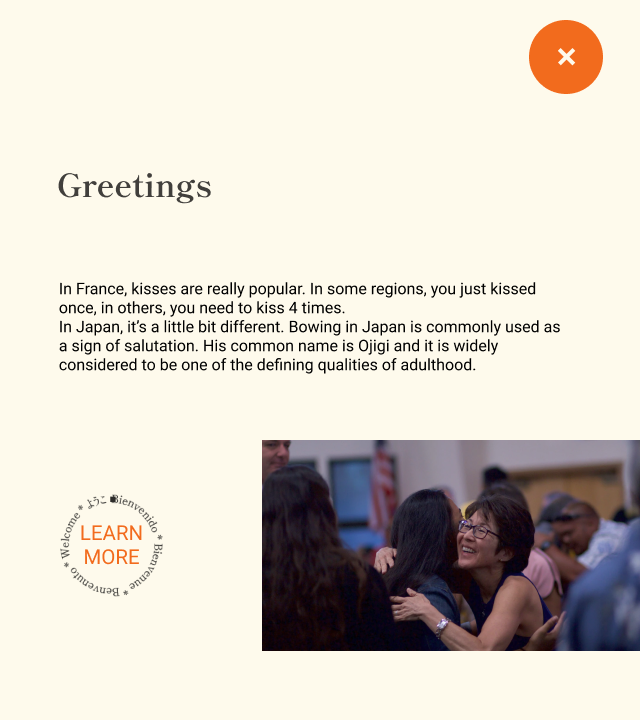 Greetings
In France, kisses are really popular. In some regions, you just kissed
once, in others, you need to kiss 4 times.
In Japan, it’s a little bit different. Bowing in Japan is commonly used as
a sign of salutation. His common name is Ojigi and it is widely
considered to be one of the defining qualities of adulthood.
Welcome * ようこ Bienvenido * Bienvenue * Benvenuto *
LEARN
MORE